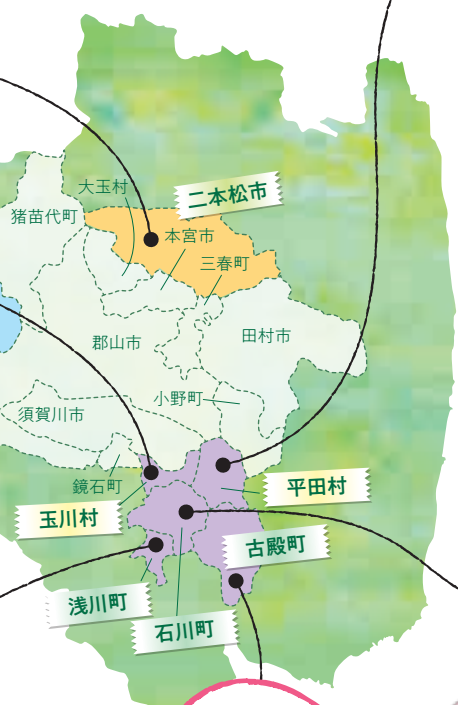 大玉村
二本松市
猪苗代町
本宮市
三春町
田村市
郡山市
小野町
須賀川市
鏡石町
平田村
玉川村
古殿町
浅川町
石川町